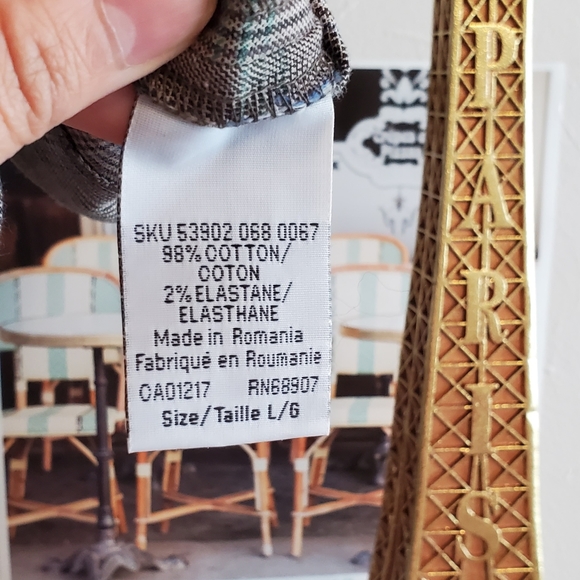 SKU 53902 068 0067
98% COTTON/
COTON
2% ELASTANE/
ELASTHANE
Made in Romania
Fabriqué en Roumanie
CA01217 RN68907
Size/Taille L/G
PARIS